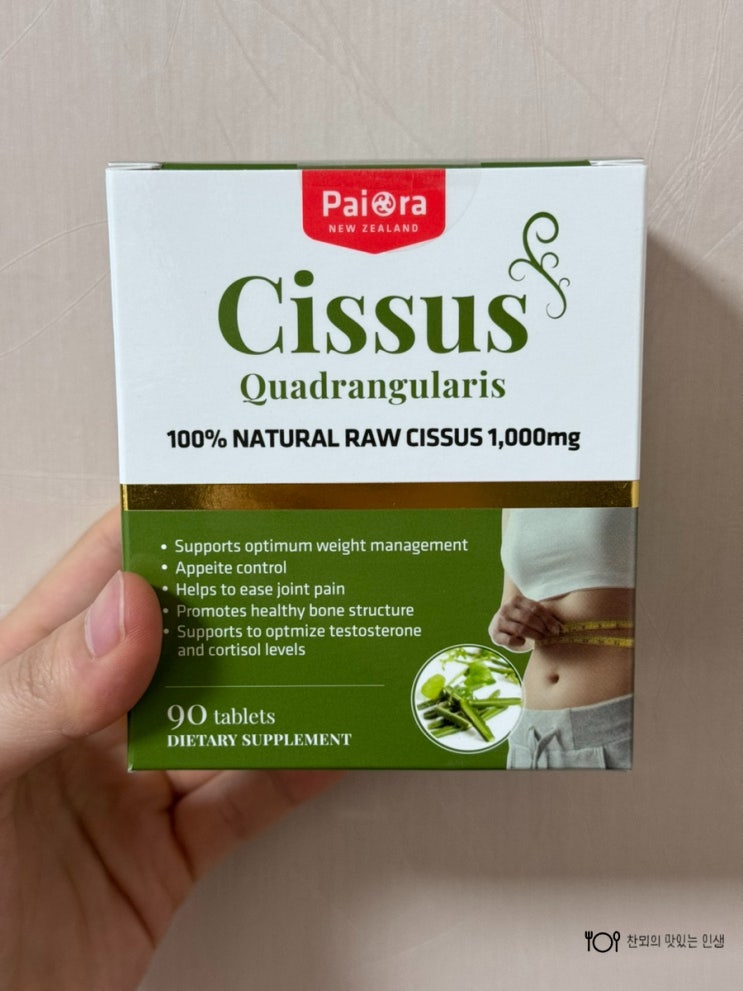 Paiora
NEW ZEALAND
Cissus
Quadrangularis
100% NATURAL RAW CISSUS 1,000mg
• Supports optimum weight management
• Appeite control
• Helps to ease joint pain
• Promotes healthy bone structure
• Supports to optmize testosterone
and cortisol levels
90 tablets
DIETARY SUPPLEMENT
찬뫼의 맛있는 인생